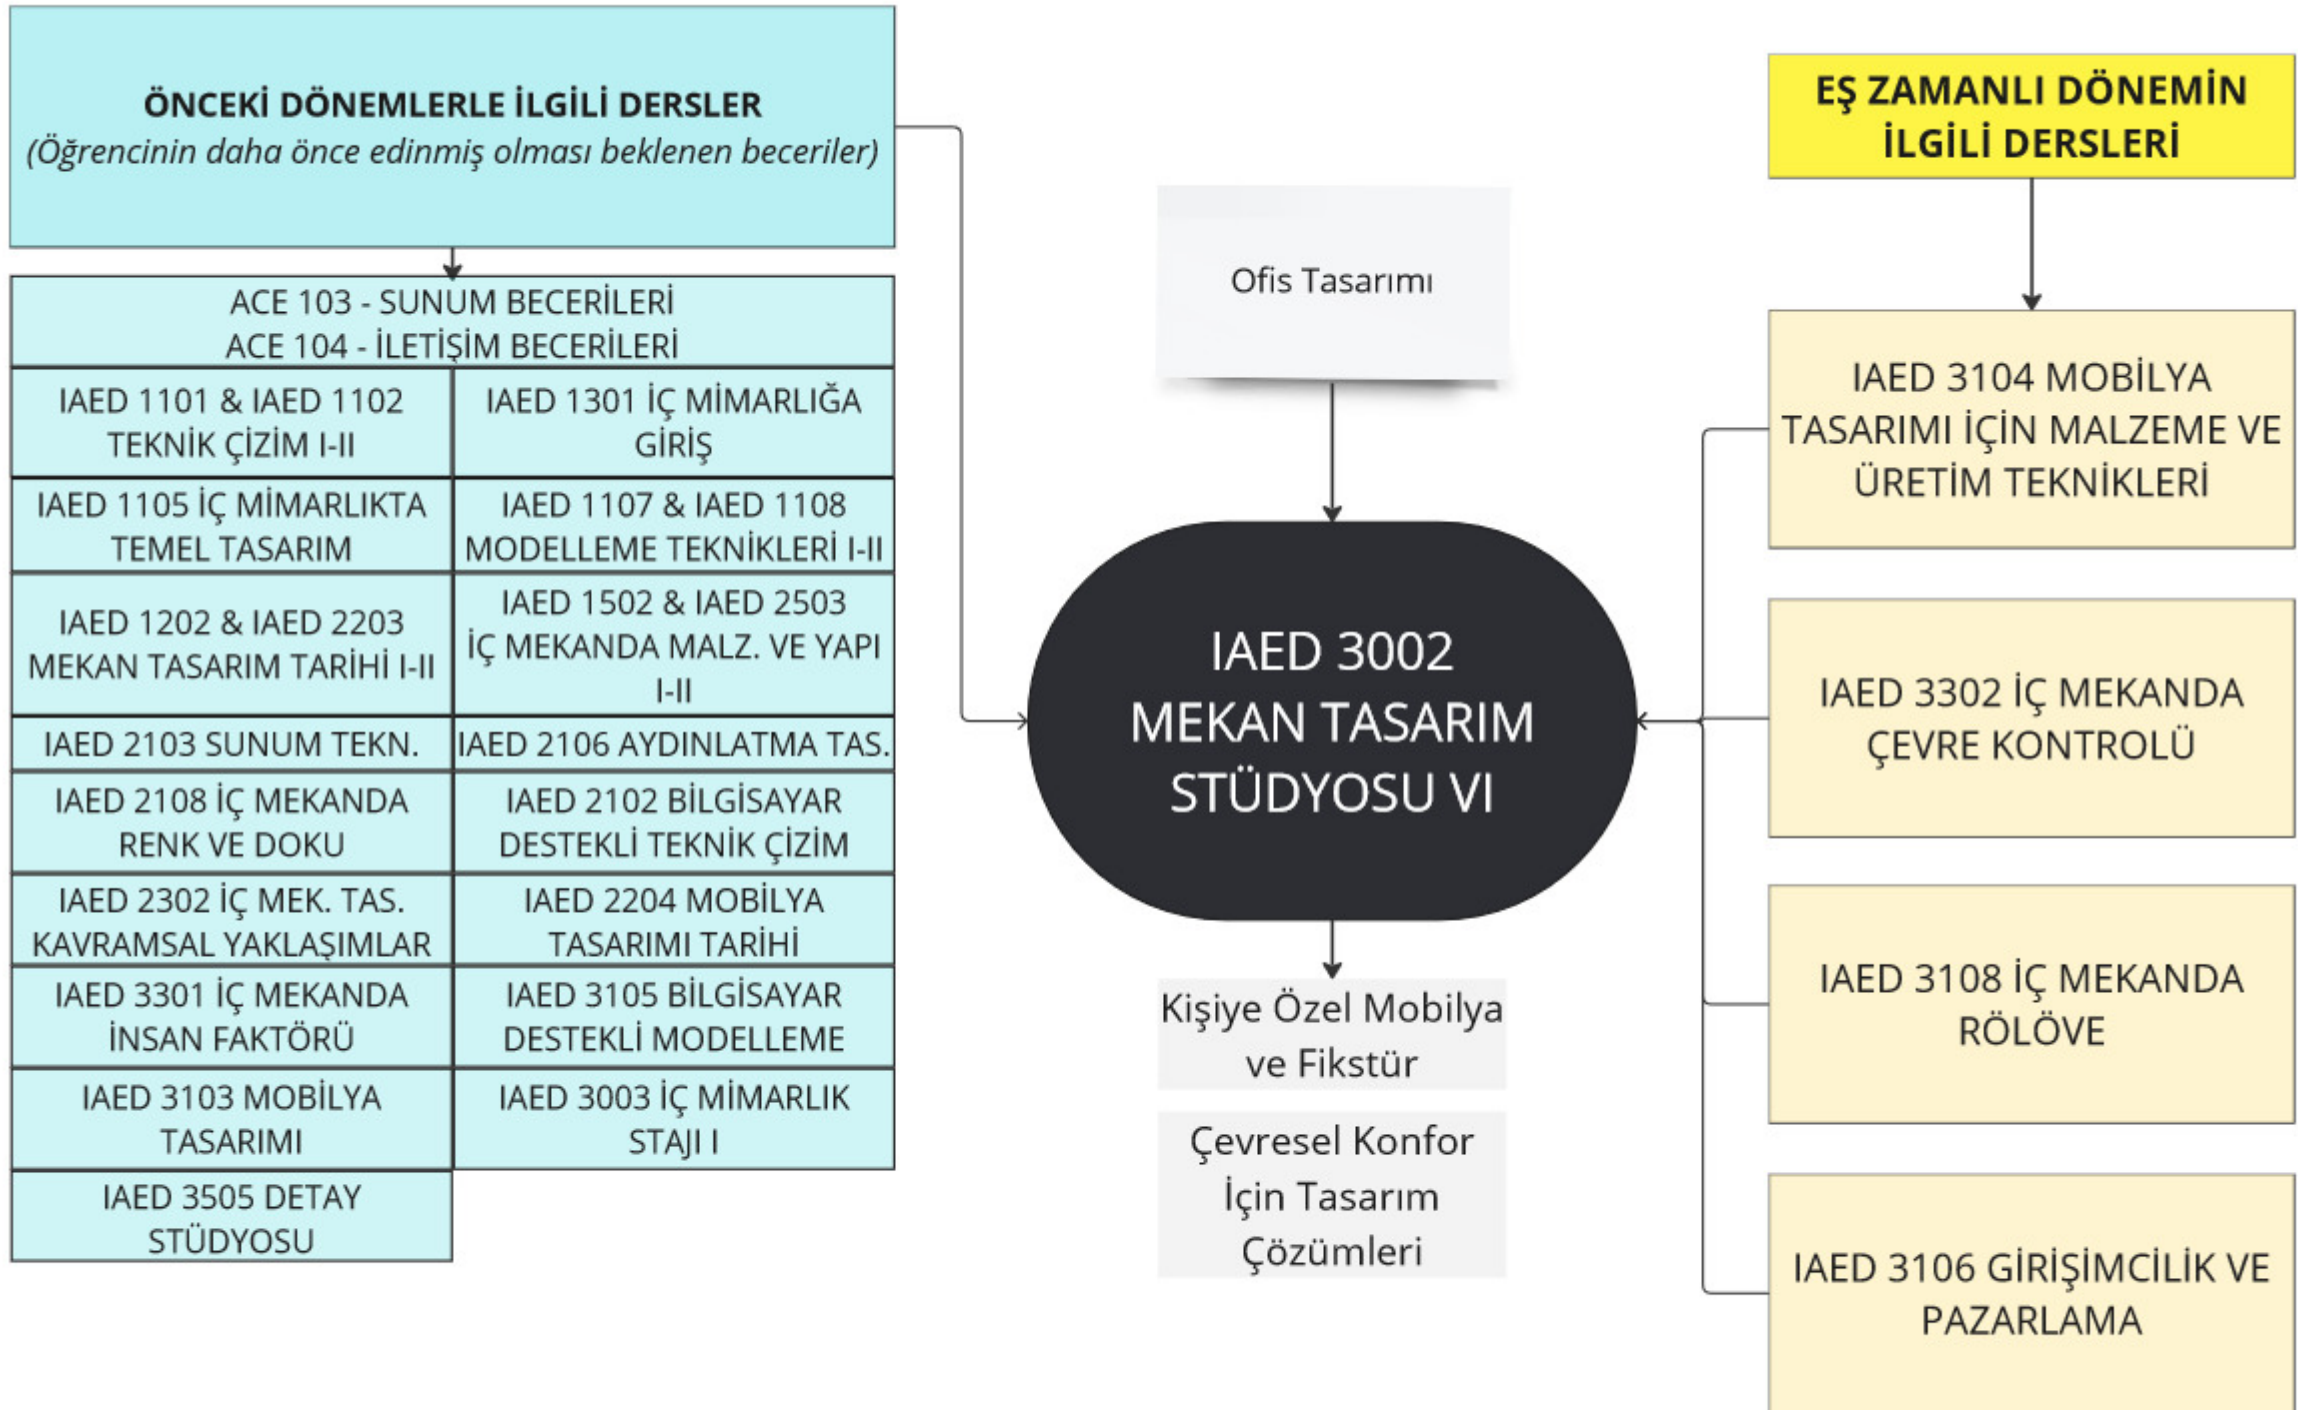 ÖNCEKİ DÖNEMLERLE İLGİLİ DERSLER
(Öğrencinin daha önce edinmiş olması beklenen beceriler)
ACE 103 - SUNUM BECERİLERİ
ACE 104 - İLETİŞİM BECERİLERİ
IAED 1101 & IAED 1102
TEKNİK ÇİZİM I-II
IAED 1301 İÇ MİMARLIĞA
GİRİŞ
IAED 1105 İÇ MİMARLIKTA
TEMEL TASARIM
IAED 1107 & IAED 1108
MODELLEME TEKNİKLERİ I-II
IAED 1202 & IAED 2203
MEKAN TASARIM TARİHİ I-II
IAED 1502 & IAED 2503
İÇ MEKANDA MALZ. VE YAPI
I-II
IAED 2103 SUNUM TEKN.
IAED 2106 AYDINLATMA TAS.
IAED 2108 İÇ MEKANDA
RENK VE DOKU
IAED 2102 BİLGİSAYAR
DESTEKLİ TEKNİK ÇİZİM
IAED 2302 İÇ MEK. TAS.
KAVRAMSAL YAKLAŞIMLAR
IAED 2204 MOBİLYA
TASARIMI TARİHİ
IAED 3301 İÇ MEKANDA
İNSAN FAKTÖRÜ
IAED 3105 BİLGİSAYAR
DESTEKLİ MODELLEME
IAED 3103 MOBİLYA
TASARIMI
IAED 3003 İÇ MİMARLIK
STAJI I
IAED 3505 DETAY
STÜDYOSU
Ofis Tasarımı
IAED 3002
MEKAN TASARIM
STÜDYOSU VI
Kişiye Özel Mobilya
ve Fikstür
Çevresel Konfor
İçin Tasarım
Çözümleri
EŞ ZAMANLI DÖNEMİN
İLGİLİ DERSLERİ
IAED 3104 MOBİLYA
TASARIMI İÇİN MALZEME VE
ÜRETİM TEKNİKLERİ
IAED 3302 İÇ MEKANDA
ÇEVRE KONTROLÜ
IAED 3108 İÇ MEKANDA
RÖLÖVE
IAED 3106 GİRİŞİMCİLİK VE
PAZARLAMA